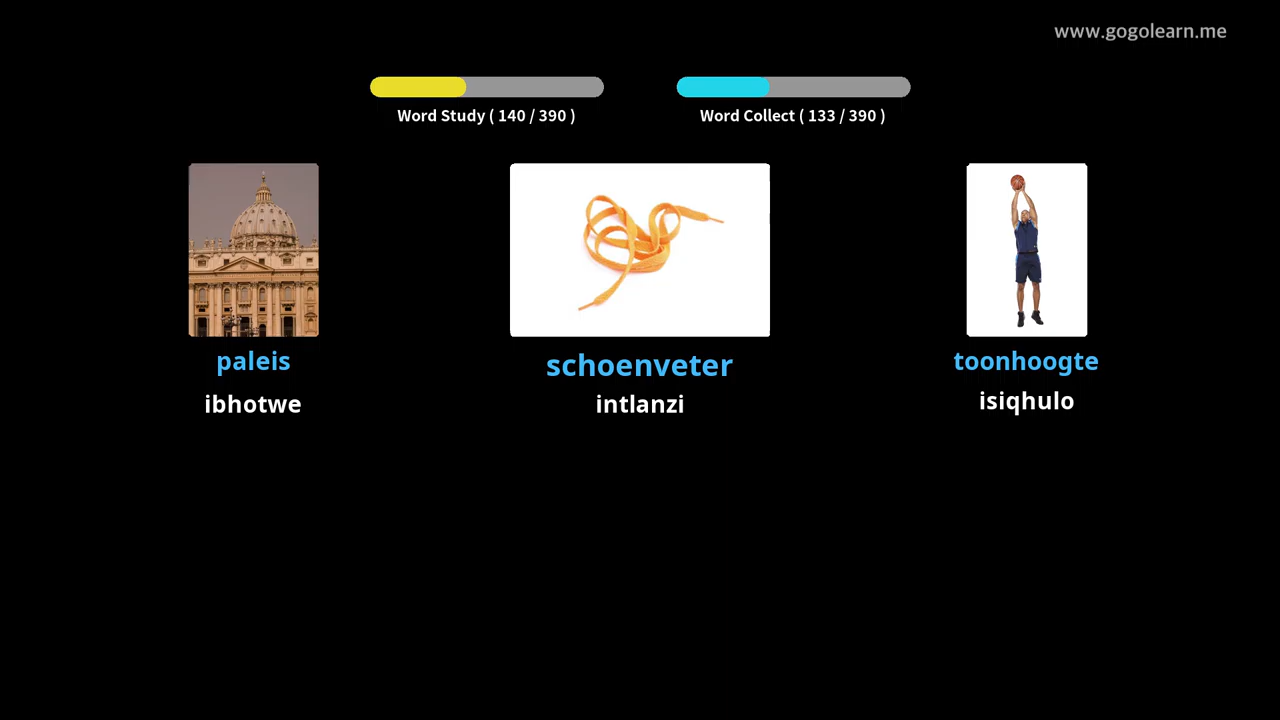 www.gogolearn.me
Word Study ( 140 / 390 )
Word Collect ( 133 / 390 )
paleis
schoenveter
toonhoogte
ibhotwe
intlanzi
isiqhulo